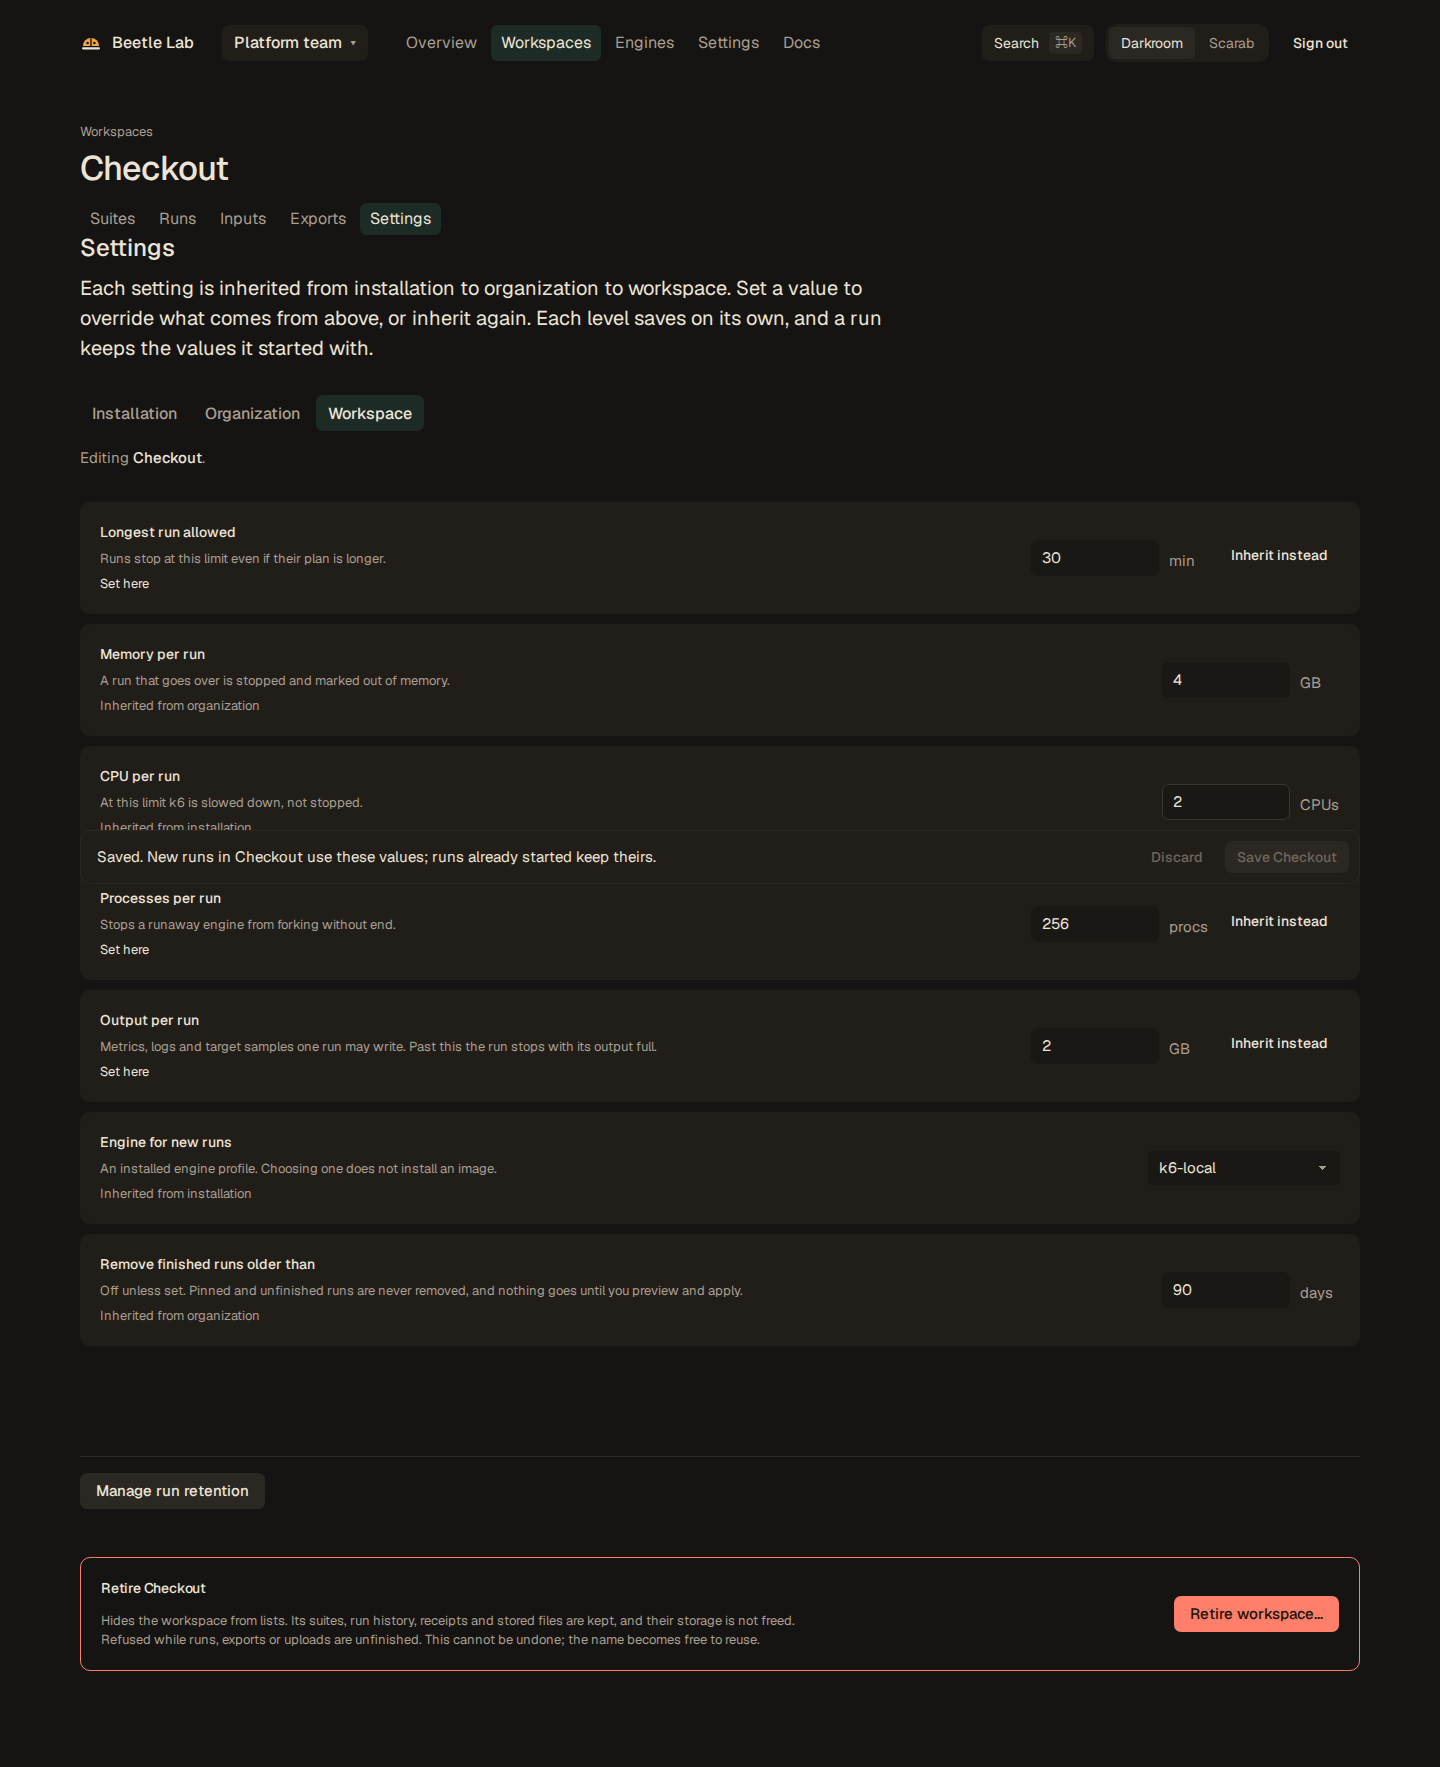 Beetle Lab
Platform team
Overview
Workspaces
Engines
Settings
Docs
Search ⌘K
Darkroom
Scarab
Sign out
Workspaces
Checkout
Suites
Runs
Inputs
Exports
Settings
Settings
Each setting is inherited from installation to organization to workspace. Set a value to
override what comes from above, or inherit again. Each level saves on its own, and a run
keeps the values it started with.
Installation
Organization
Workspace
Editing Checkout.
Longest run allowed
Runs stop at this limit even if their plan is longer.
Set here
30 min
Inherit instead
Memory per run
A run that goes over is stopped and marked out of memory.
Inherited from organization
4 GB
CPU per run
At this limit k6 is slowed down, not stopped.
Inherited from installation
2 CPUs
Saved. New runs in Checkout use these values; runs already started keep theirs.
Discard
Save Checkout
Processes per run
Stops a runaway engine from forking without end.
Set here
256 procs
Inherit instead
Output per run
Metrics, logs and target samples one run may write. Past this the run stops with its output full.
Set here
2 GB
Inherit instead
Engine for new runs
An installed engine profile. Choosing one does not install an image.
Inherited from installation
k6-local
Remove finished runs older than
Off unless set. Pinned and unfinished runs are never removed, and nothing goes until you preview and apply.
Inherited from organization
90 days
Manage run retention
Retire Checkout
Hides the workspace from lists. Its suites, run history, receipts and stored files are kept, and their storage is not freed.
Refused while runs, exports or uploads are unfinished. This cannot be undone; the name becomes free to reuse.
Retire workspace…